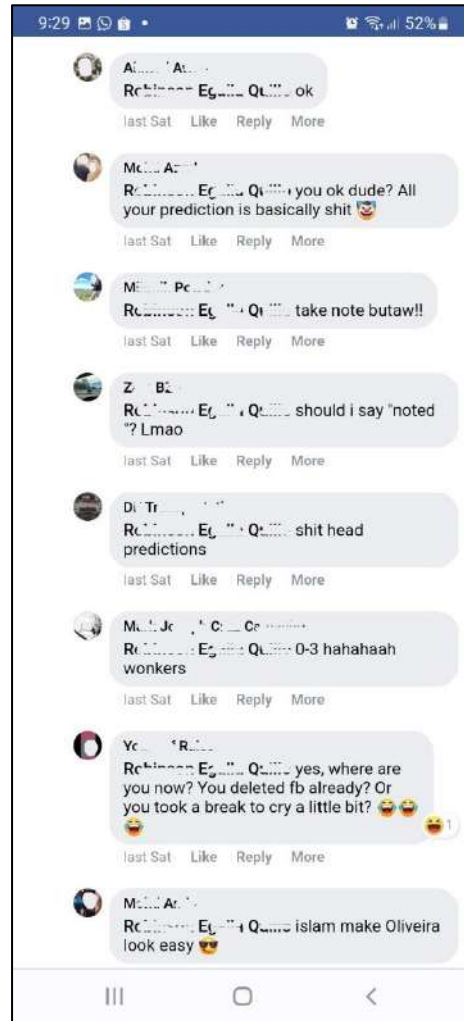 9:29 52%
ok
last Sat Like Reply More
you ok dude? All
your prediction is basically shit 🤡
last Sat Like Reply More
take note butaw!!
last Sat Like Reply More
should i say "noted
"? Lmao
last Sat Like Reply More
shit head
predictions
last Sat Like Reply More
0-3 hahahaah
wonkers
last Sat Like Reply More
yes, where are
you now? You deleted fb already? Or
you took a break to cry a little bit? 😂😂
😂
1
last Sat Like Reply More
islam make Oliveira
look easy 😎